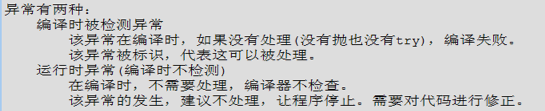 异常有两种：
编译时被检测异常
该异常在编译时，如果没有处理(没有抛也没有try)，编译失败。
该异常被标识，代表这可以被处理。
运行时异常(编译时不检测)
在编译时，不需要处理，编译器不检查。
该异常的发生，建议不处理，让程序停止。需要对代码进行修正。